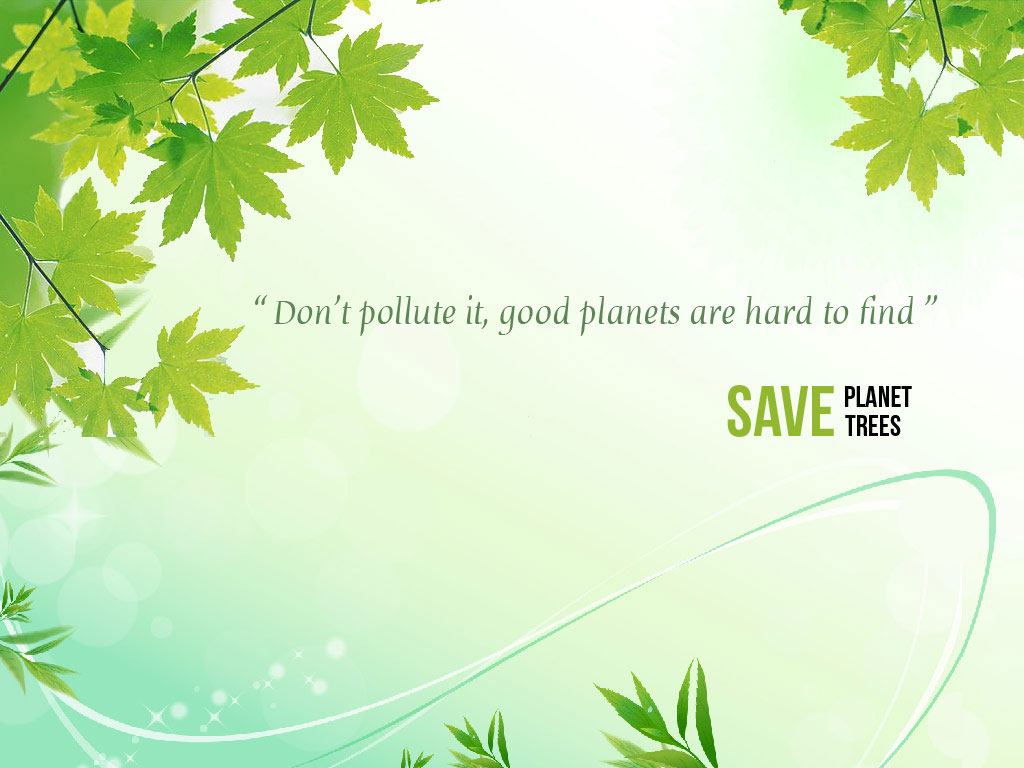 “ Don’t pollute it, good planets are hard to find ”
SAVE PLANET
TREES